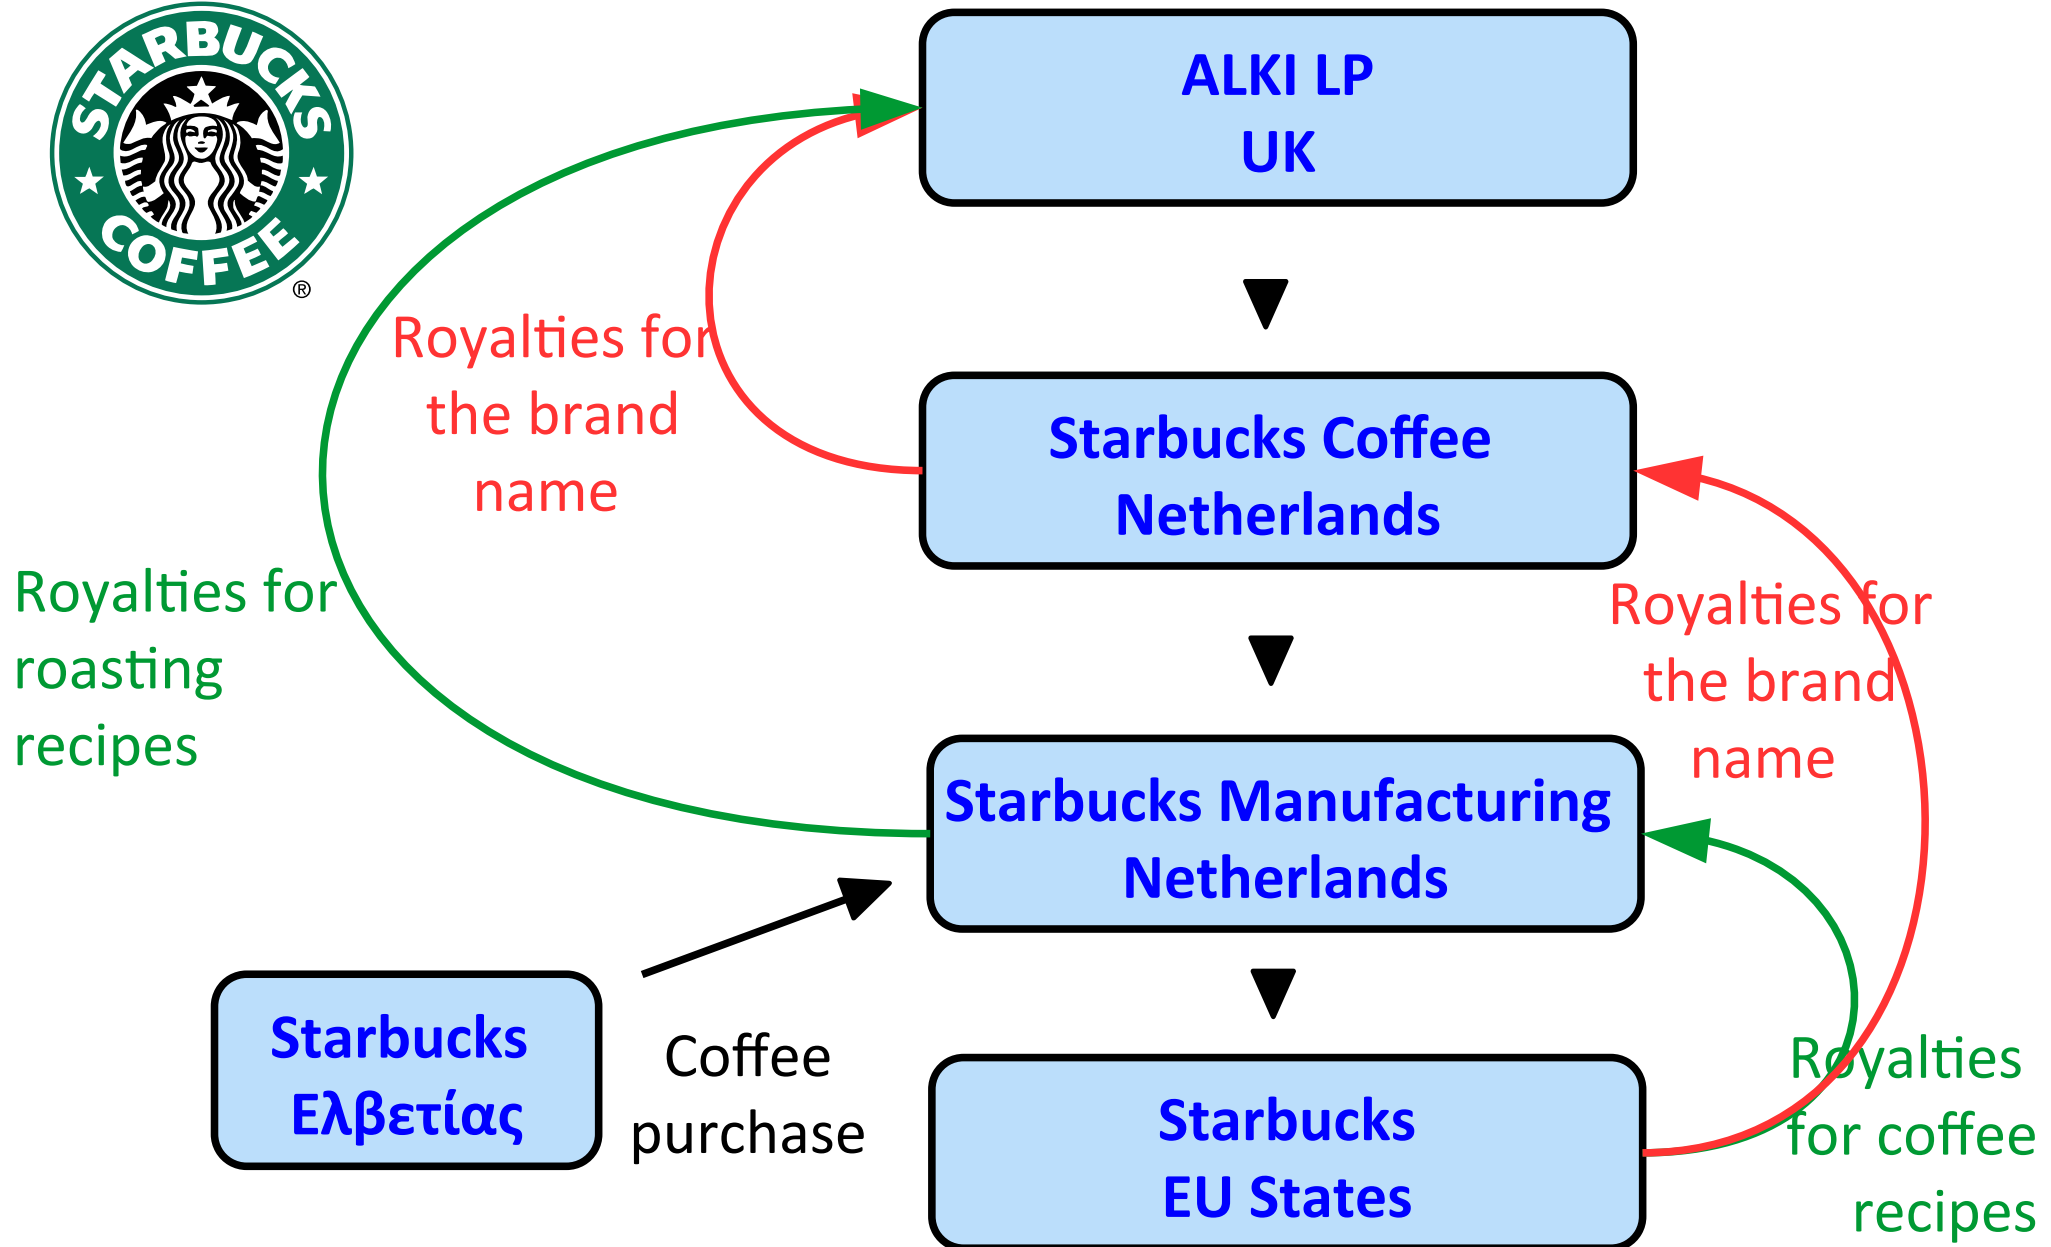 STARBUCKS
COFFEE
®
ALKI LP
UK
Royalties for
the brand
name
Starbucks Coffee
Netherlands
Royalties for
roasting
recipes
Royalties for
the brand
name
Starbucks Manufacturing
Netherlands
Starbucks
Ελβετίας
Coffee
purchase
Starbucks
EU States
Royalties
for coffee
recipes